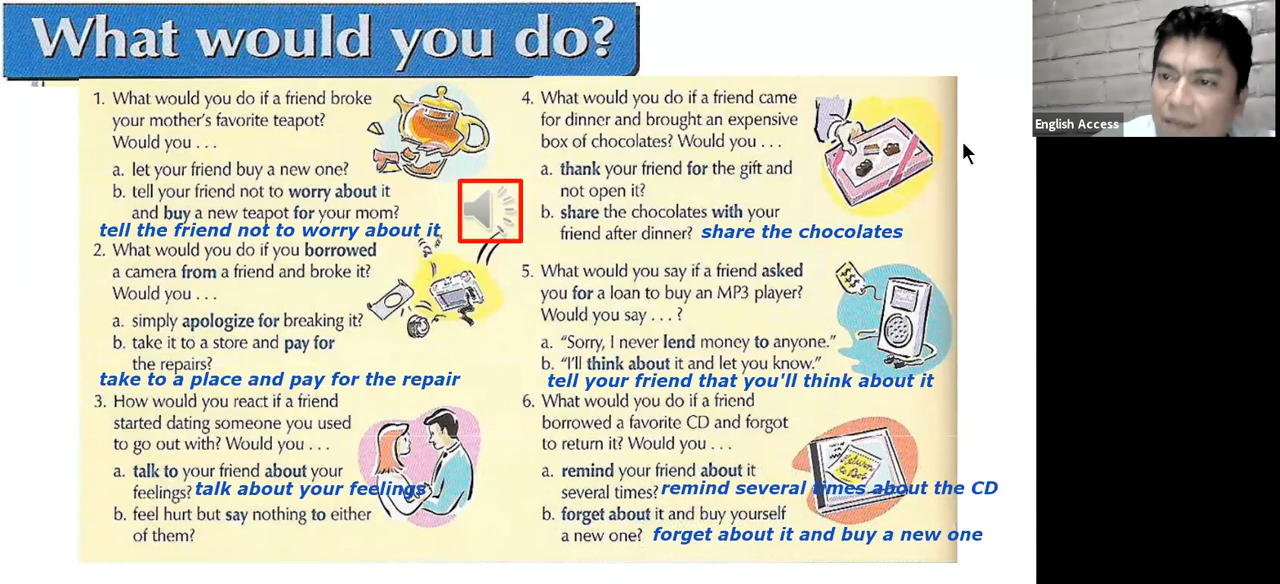 What would you do?
1. What would you do if a friend broke
your mother's favorite teapot?
Would you . . .
a. let your friend buy a new one?
b. tell your friend not to worry about it
and buy a new teapot for your mom?
tell the friend not to worry about it
2. What would you do if you borrowed
a camera from a friend and broke it?
Would you . . .
a. simply apologize for breaking it?
b. take it to a store and pay for
the repairs?
take to a place and pay for the repair
3. How would you react if a friend
started dating someone you used
to go out with? Would you . . .
a. talk to your friend about your
feelings? talk about your feelings
b. feel hurt but say nothing to either
of them?
4. What would you do if a friend came
for dinner and brought an expensive
box of chocolates? Would you . . .
a. thank your friend for the gift and
not open it?
b. share the chocolates with your
friend after dinner? share the chocolates
5. What would you say if a friend asked
you for a loan to buy an MP3 player?
Would you say . . . ?
a. “Sorry, I never lend money to anyone.”
b. “I'll think about it and let you know.”
tell your friend that you'll think about it
6. What would you do if a friend
borrowed a favorite CD and forgot
to return it? Would you . . .
a. remind your friend about it
several times? remind several times about the CD
b. forget about it and buy yourself
a new one? forget about it and buy a new one
English Access